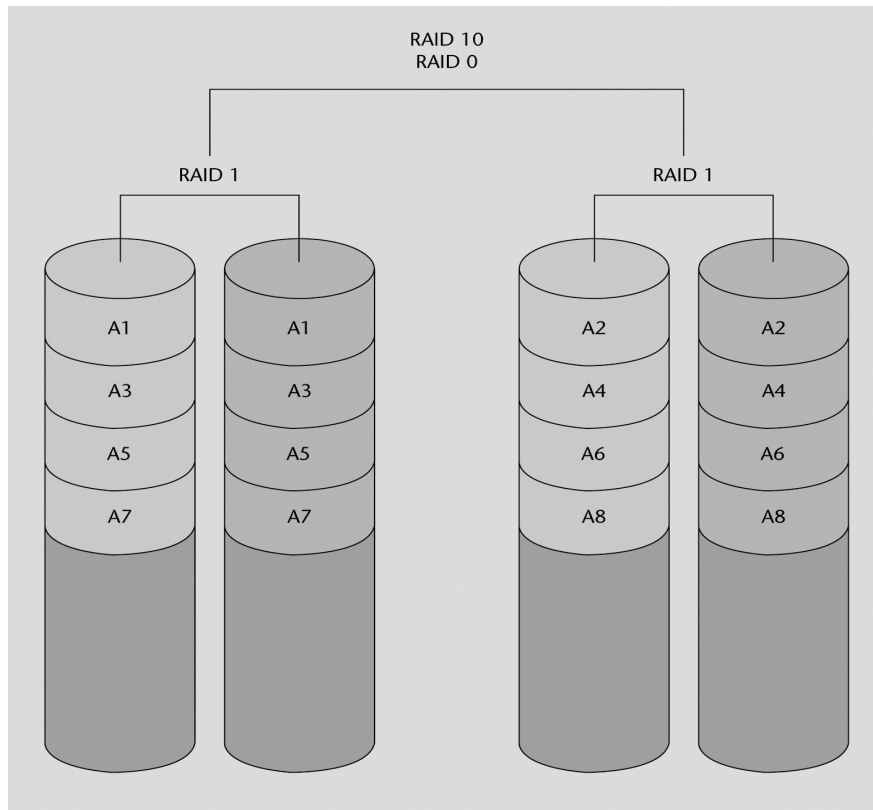 RAID 10
RAID 0
RAID 1 RAID 1
A1 A1 A2 A2
A3 A3 A4 A4
A5 A5 A6 A6
A7 A7 A8 A8